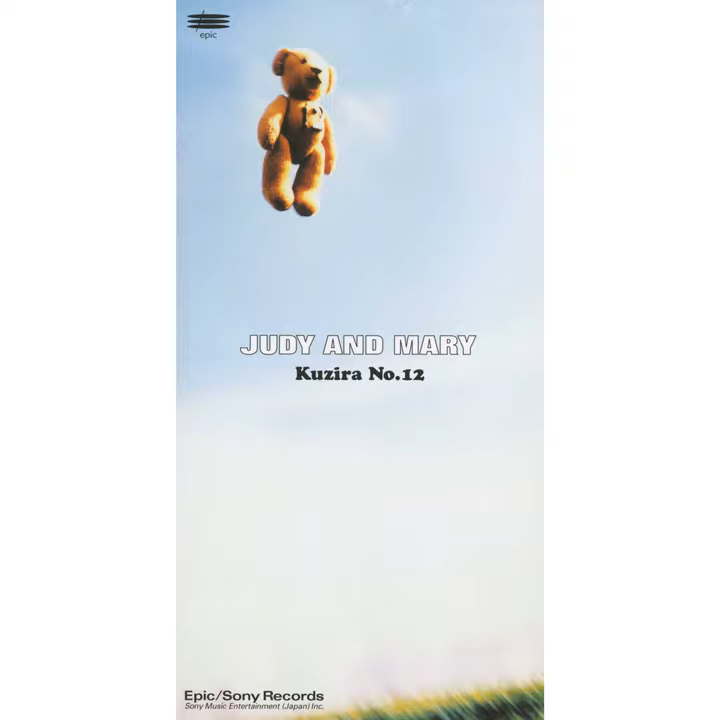 epic
JUDY AND MARY
Kuzira No.12
Epic/Sony Records
Sony Music Entertainment (Japan) Inc.